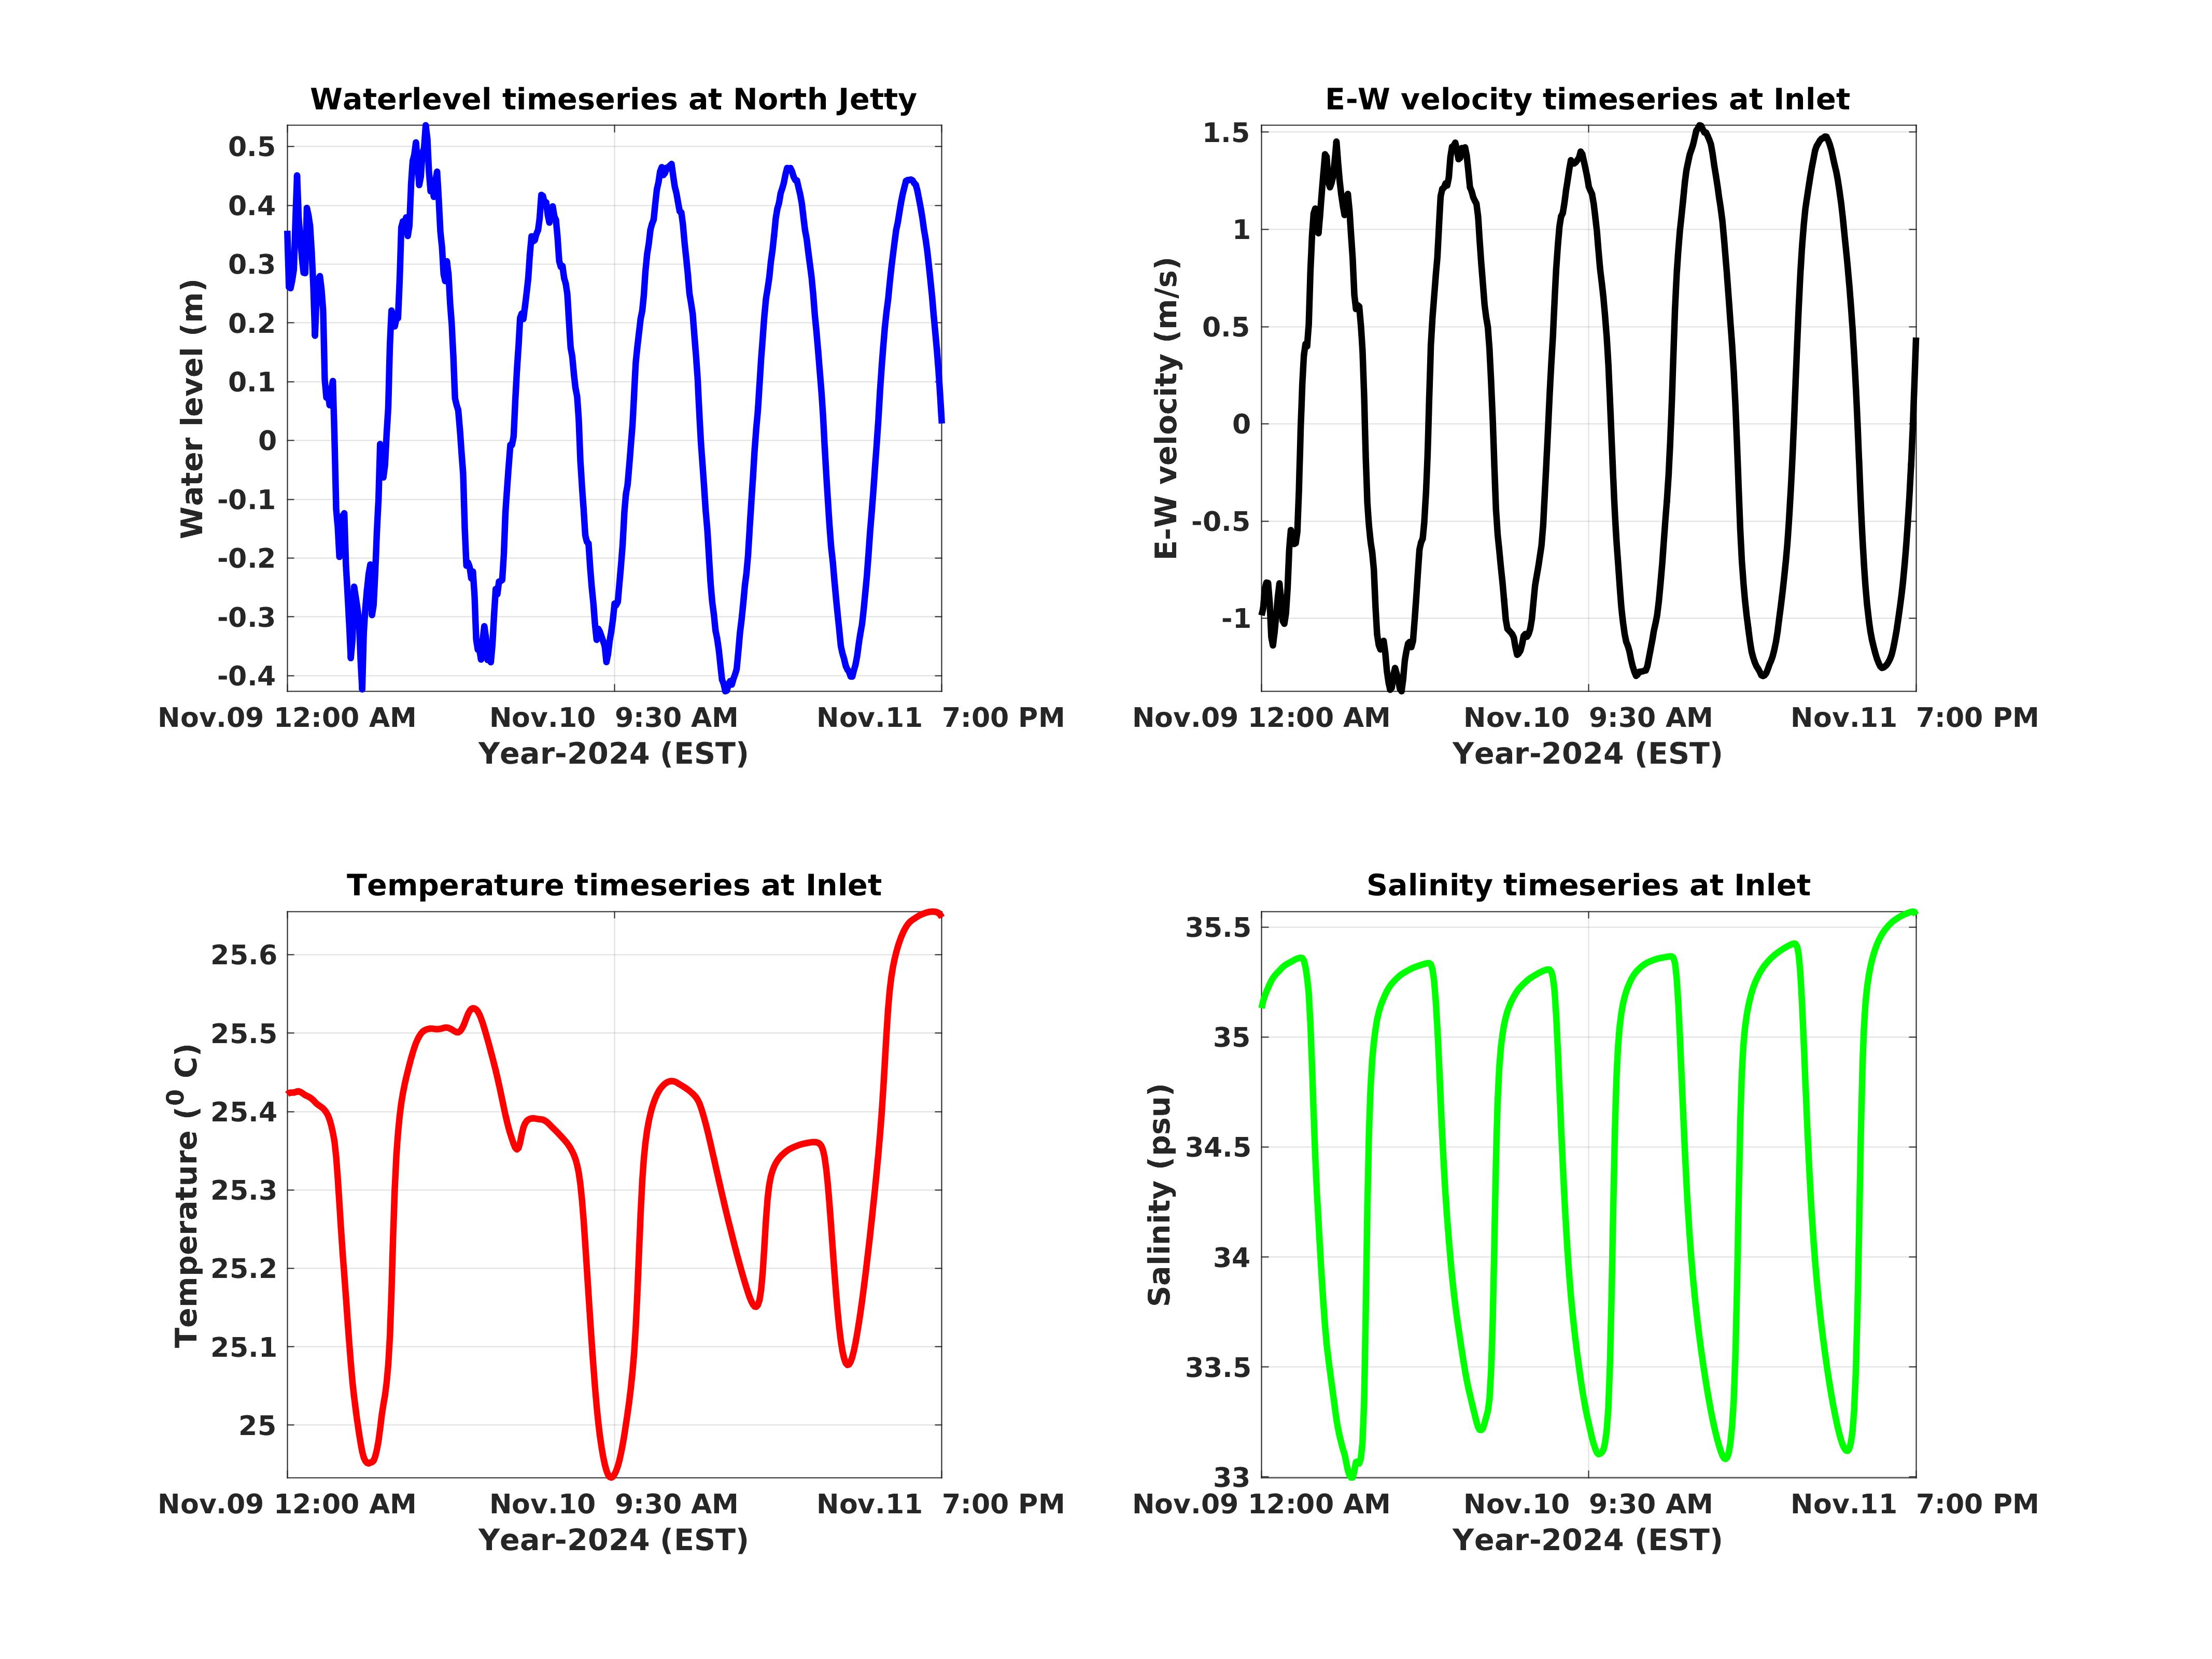 Waterlevel timeseries at North Jetty
Water level (m)
0.5
0.4
0.3
0.2
0.1
0
-0.1
-0.2
-0.3
-0.4
Nov.09 12:00 AM Nov.10 9:30 AM Nov.11 7:00 PM
Year-2024 (EST)
E-W velocity timeseries at Inlet
E-W velocity (m/s)
1.5
1
0.5
0
-0.5
-1
Nov.09 12:00 AM Nov.10 9:30 AM Nov.11 7:00 PM
Year-2024 (EST)
Temperature timeseries at Inlet
Temperature (⁰ C)
25.6
25.5
25.4
25.3
25.2
25.1
25
Nov.09 12:00 AM Nov.10 9:30 AM Nov.11 7:00 PM
Year-2024 (EST)
Salinity timeseries at Inlet
Salinity (psu)
35.5
35
34.5
34
33.5
33
Nov.09 12:00 AM Nov.10 9:30 AM Nov.11 7:00 PM
Year-2024 (EST)